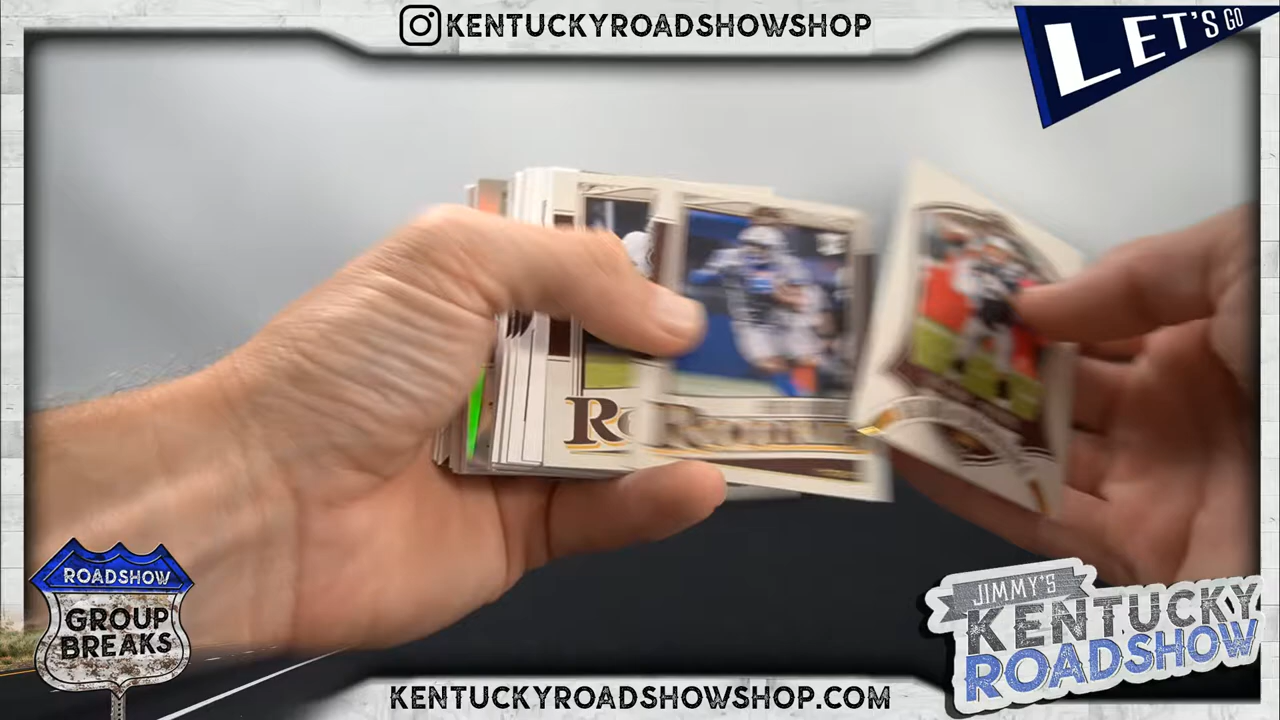 KENTUCKYROADSHOWSHOP
LET'S GO
ROADSHOW
GROUP
BREAKS
JIMMY'S
KENTUCKY
ROADSHOW
KENTUCKYROADSHOWSHOP.COM